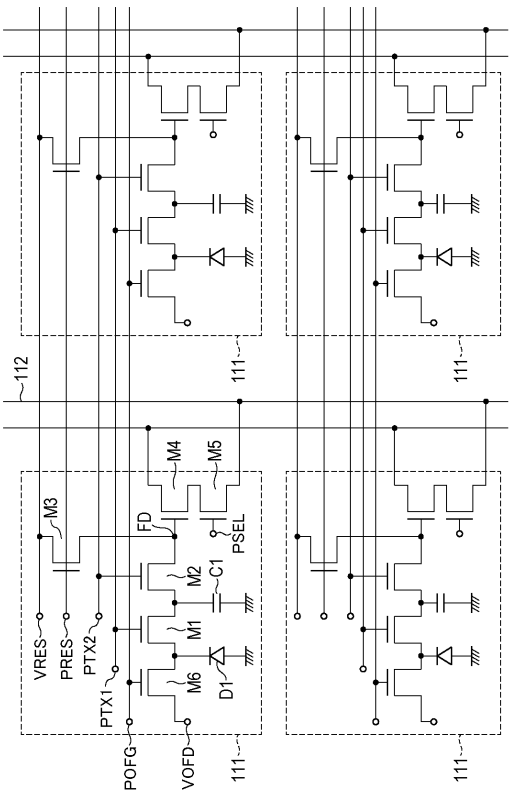 112
111
111
M4
M5
M3
FD
PSEL
M2
C1
M1
D1
M6
VRES
PRES
PTX2
PTX1
POFG
VOFD
111
111